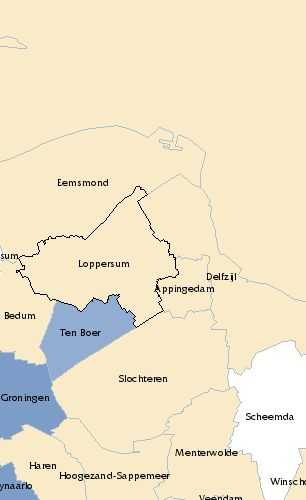 Eemsmond
sum
Loppersum
Delfzijl
Appingedam
Bedum
Ten Boer
Slochteren
Groningen
Scheemda
Menterwolde
Haren
Hoogezand-Sappemeer
Winscho
ynaarlo
Veendam